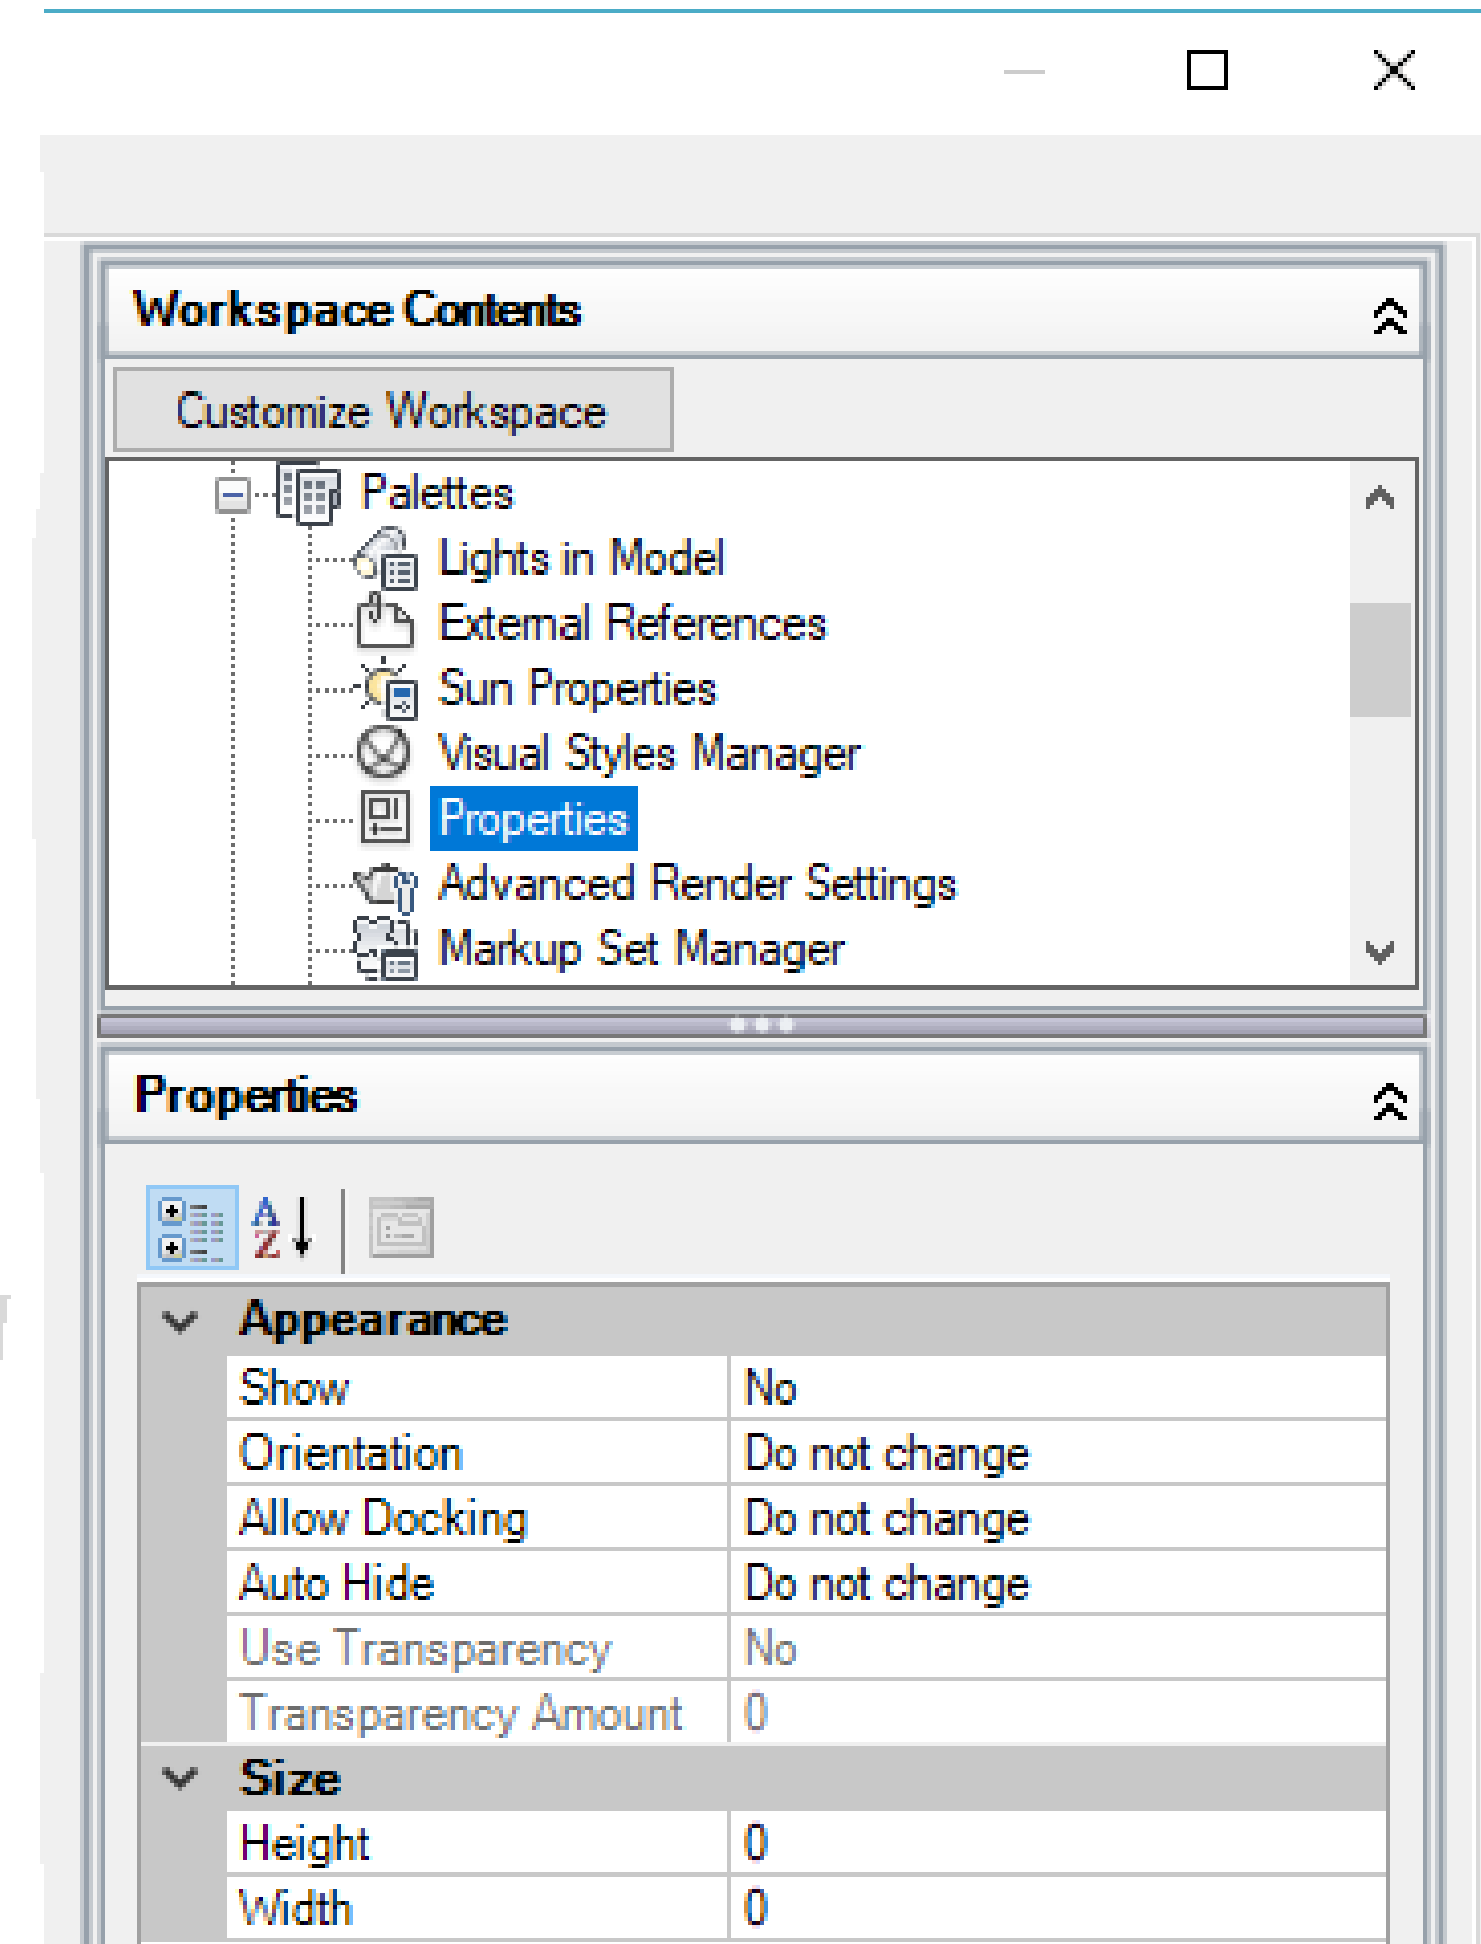 Workspace Contents
Customize Workspace
Palettes
Lights in Model
External References
Sun Properties
Visual Styles Manager
Properties
Advanced Render Settings
Markup Set Manager
Properties
A
Z
Appearance
Show No
Orientation Do not change
Allow Docking Do not change
Auto Hide Do not change
Use Transparency No
Transparency Amount 0
Size
Height 0
Width 0